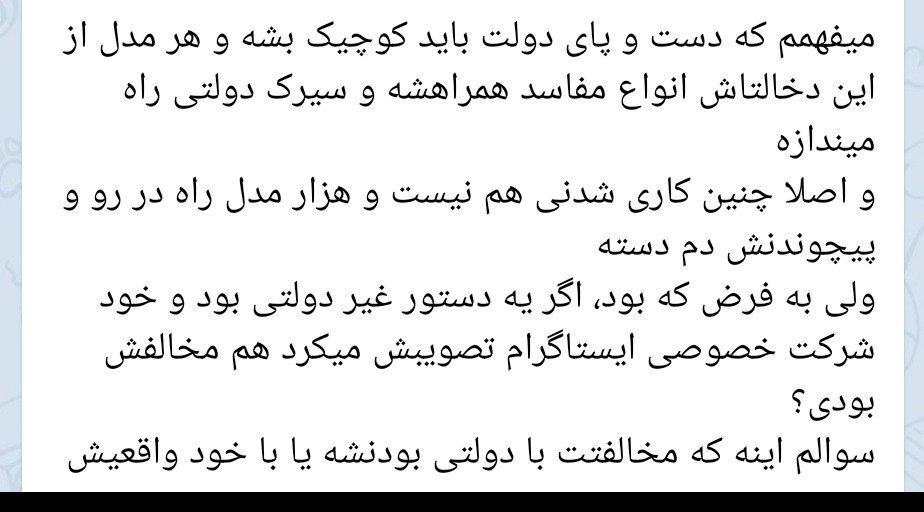 میفهمم که دست و پای دولت باید کوچیک بشه و هر مدل از
این دخالتاش انواع مفاسد همراهشه و سیرک دولتی راه
میندازه
و اصلا چنین کاری شدنی هم نیست و هزار مدل راه در رو و
پیچوندنش دم دسته
ولی به فرض که بود، اگر یه دستور غیر دولتی بود و خود
شرکت خصوصی ایستاگرام تصویبش میکرد هم مخالفش
بودی؟
سوالم اینه که مخالفتت با دولتی بودنشه یا با خود واقعیش